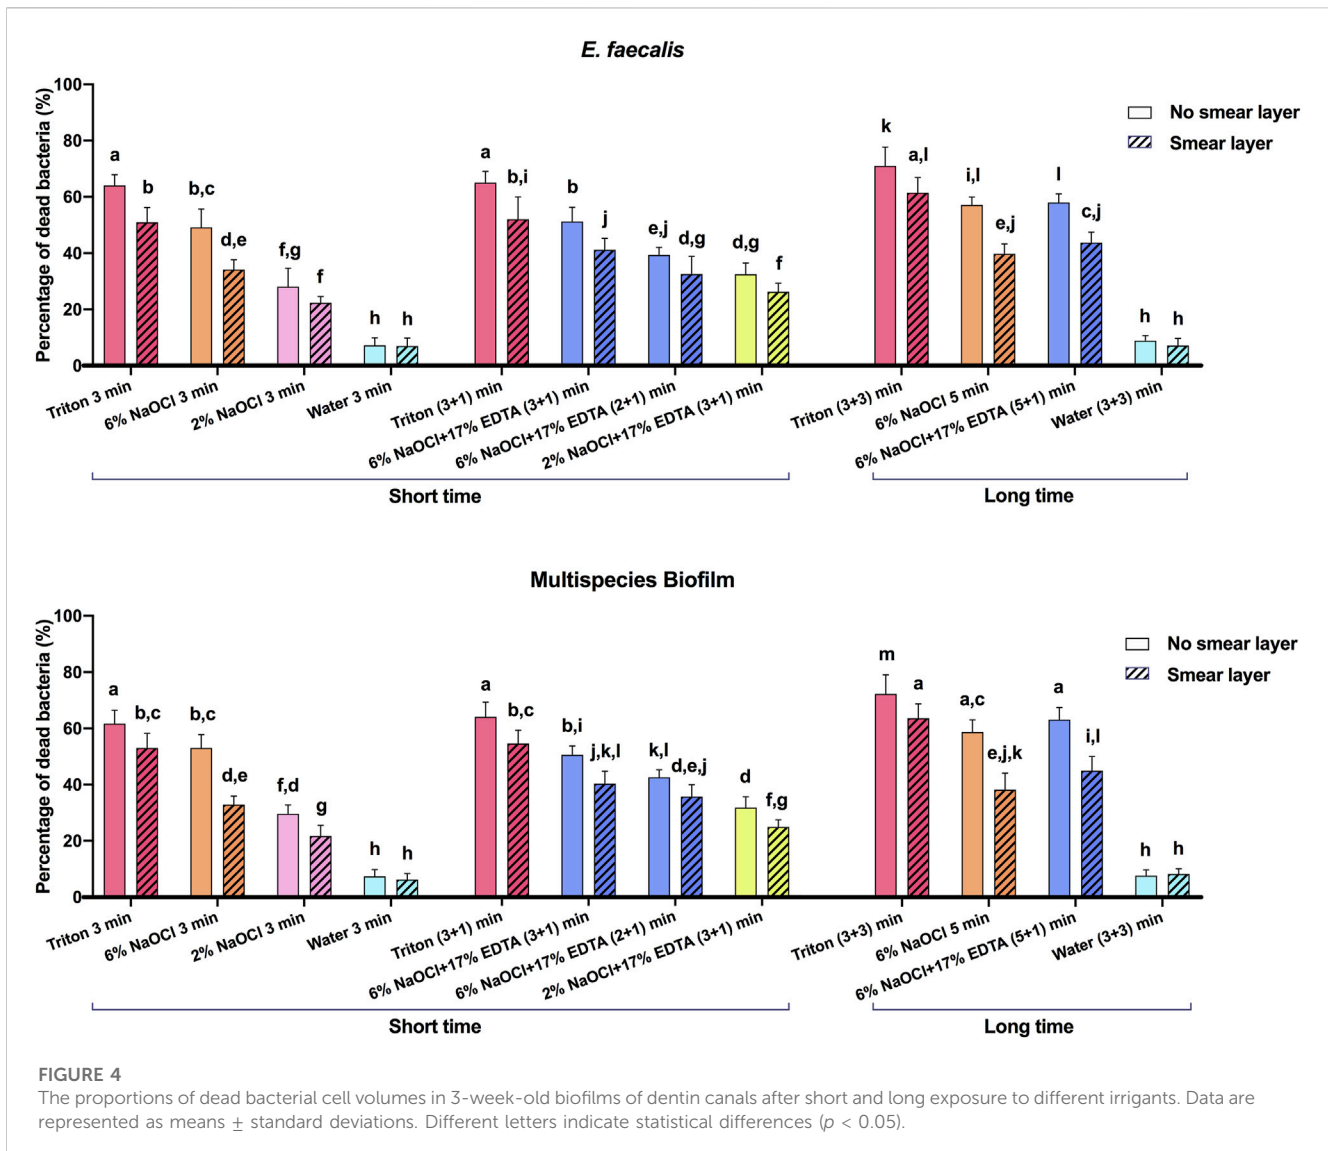 E. faecalis
Percentage of dead bacteria (%)
100
80
60
40
20
0
No smear layer
Smear layer
a
b
b,c
d,e
f,g
f
h
h
a
b,i
b
j
e,j
d,g
d,g
f
k
a,l
i,l
e,j
l
c,j
h
h
Triton 3 min
6% NaOCl 3 min
2% NaOCl 3 min
Water 3 min
Triton (3+1) min
6% NaOCl+17% EDTA (3+1) min
6% NaOCl+17% EDTA (2+1) min
2% NaOCl+17% EDTA (3+1) min
Triton (3+3) min
6% NaOCl 5 min
6% NaOCl+17% EDTA (5+1) min
Water (3+3) min
Short time
Long time
Multispecies Biofilm
Percentage of dead bacteria (%)
100
80
60
40
20
0
No smear layer
Smear layer
a
b,c
b,c
d,e
f,d
g
h
h
a
b,c
b,i
j,k,l
k,l
d,e,j
d
f,g
m
a
a,c
e,j,k
a
i,l
h
h
Triton 3 min
6% NaOCl 3 min
2% NaOCl 3 min
Water 3 min
Triton (3+1) min
6% NaOCl+17% EDTA (3+1) min
6% NaOCl+17% EDTA (2+1) min
2% NaOCl+17% EDTA (3+1) min
Triton (3+3) min
6% NaOCl 5 min
6% NaOCl+17% EDTA (5+1) min
Water (3+3) min
Short time
Long time
FIGURE 4
The proportions of dead bacterial cell volumes in 3-week-old biofilms of dentin canals after short and long exposure to different irrigants. Data are
represented as means ± standard deviations. Different letters indicate statistical differences (p < 0.05).